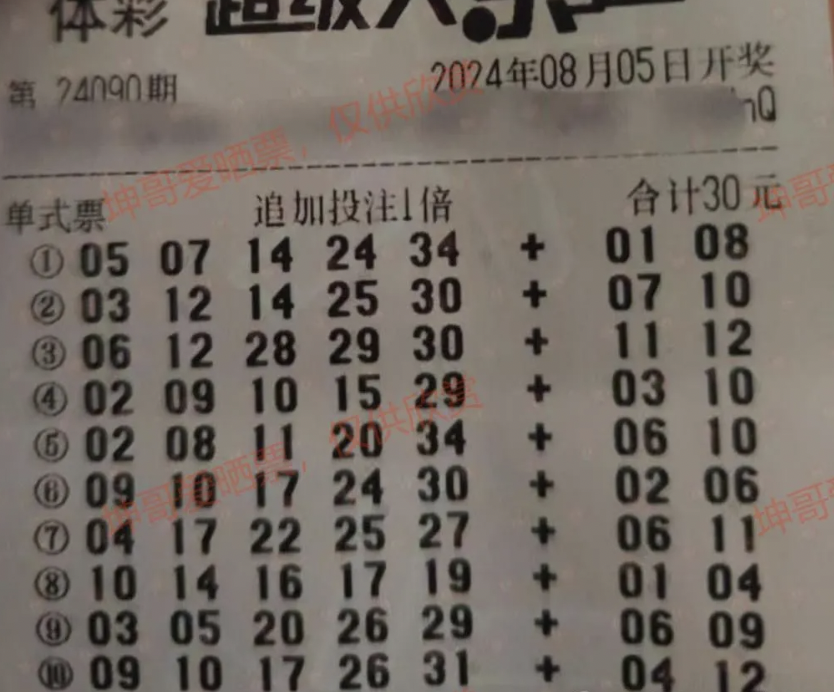 体彩 超级大乐透
第 24090期 2024年08月05日开奖
nQ
单式票 追加投注1倍 合计30元
① 05 07 14 24 34 + 01 08
② 03 12 14 25 30 + 07 10
③ 06 12 28 29 30 + 11 12
④ 02 09 10 15 29 + 03 10
⑤ 02 08 11 20 34 + 06 10
⑥ 09 10 17 24 30 + 02 06
⑦ 04 17 22 25 27 + 06 11
⑧ 10 14 16 17 19 + 01 04
⑨ 03 05 20 26 29 + 06 09
⑩ 09 10 17 26 31 + 04 12
坤哥爱晒票，仅供欣赏
坤哥爱晒票，仅供欣赏
坤哥
坤哥